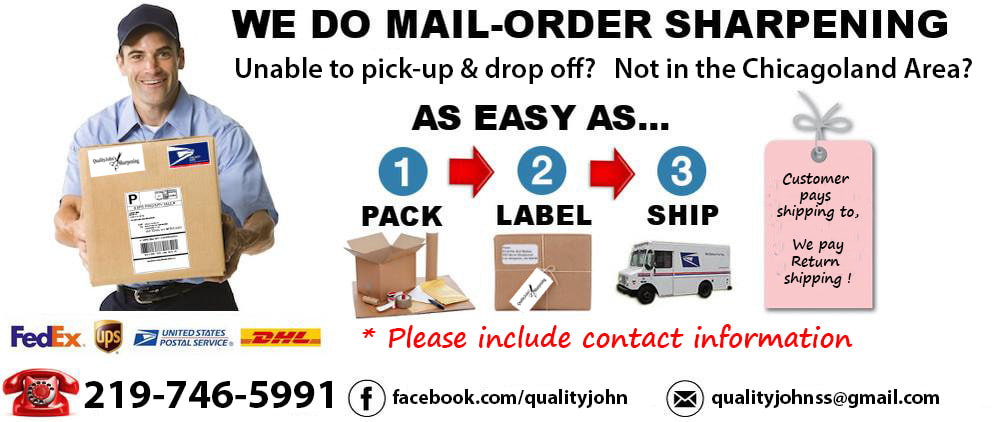 WE DO MAIL-ORDER SHARPENING
Unable to pick-up & drop off? Not in the Chicagoland Area?
AS EASY AS...
1 2 3
PACK LABEL SHIP
Customer
pays
shipping to,
We pay
Return
shipping !
QualityJohn's Sharpening
P
* Please include contact information
FedEx ups UNITED STATES
POSTAL SERVICE® DHL
219-746-5991 f facebook.com/qualityjohn qualityjohnss@gmail.com